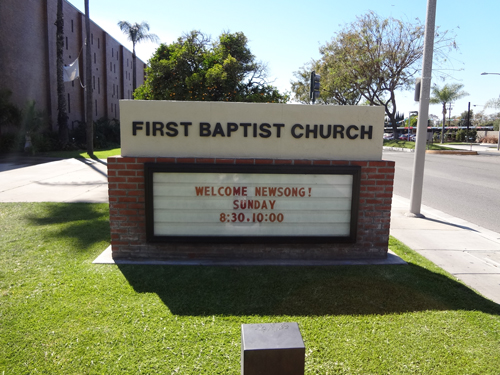 FIRST BAPTIST CHURCH
WELCOME NEWSONG!
SUNDAY
8:30.10:00